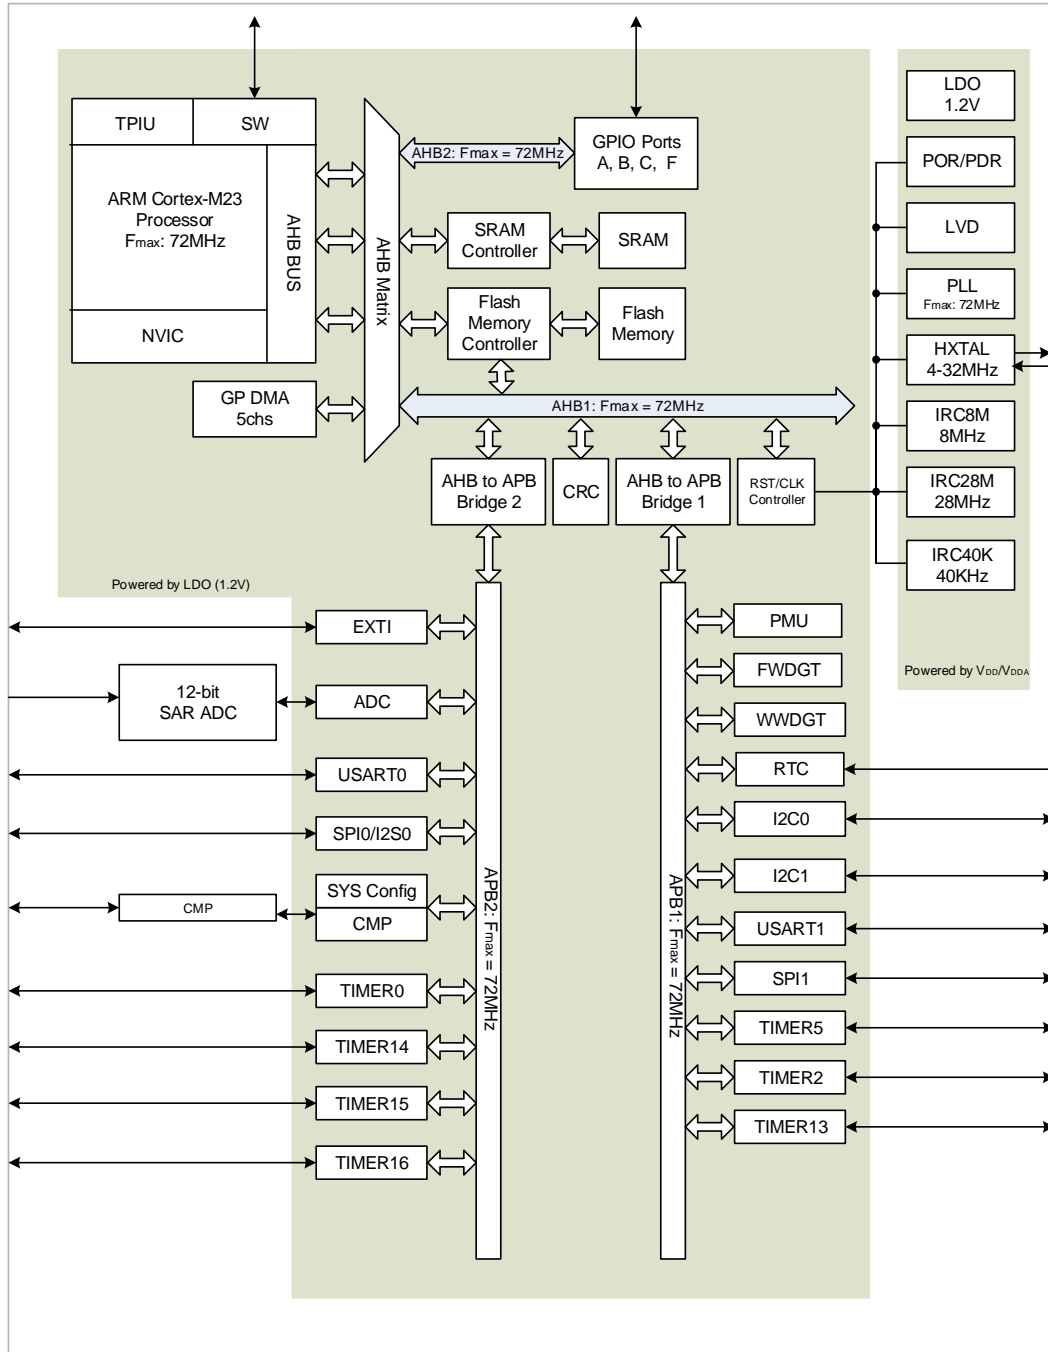 TPIU
SW
ARM Cortex-M23
Processor
Fmax: 72MHz
NVIC
AHB BUS
GP DMA
5chs
AHB Matrix
AHB2: Fmax = 72MHz
GPIO Ports
A, B, C, F
SRAM
Controller
SRAM
Flash
Memory
Controller
Flash
Memory
AHB1: Fmax = 72MHz
AHB to APB
Bridge 2
CRC
AHB to APB
Bridge 1
RST/CLK
Controller
LDO
1.2V
POR/PDR
LVD
PLL
Fmax: 72MHz
HXTAL
4-32MHz
IRC8M
8MHz
IRC28M
28MHz
IRC40K
40KHz
Powered by VDD/VDDA
Powered by LDO (1.2V)
EXTI
12-bit
SAR ADC
ADC
USART0
SPI0/I2S0
SYS Config
CMP
CMP
TIMER0
TIMER14
TIMER15
TIMER16
APB2: Fmax = 72MHz
APB1: Fmax = 72MHz
PMU
FWDGT
WWDGT
RTC
I2C0
I2C1
USART1
SPI1
TIMER5
TIMER2
TIMER13